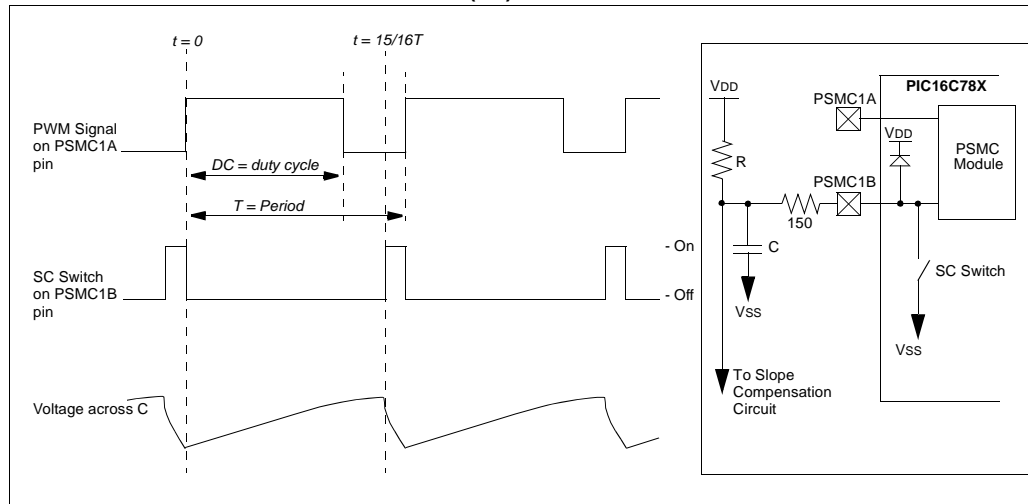 t = 0
t = 15/16T
PWM Signal
on PSMC1A
pin
DC = duty cycle
T = Period
SC Switch
on PSMC1B
pin
- On
- Off
Voltage across C
VDD
R
C
VSS
150
To Slope
Compensation
Circuit
PIC16C78X
PSMC1A
VDD
PSMC1B
PSMC
Module
SC Switch
VSS